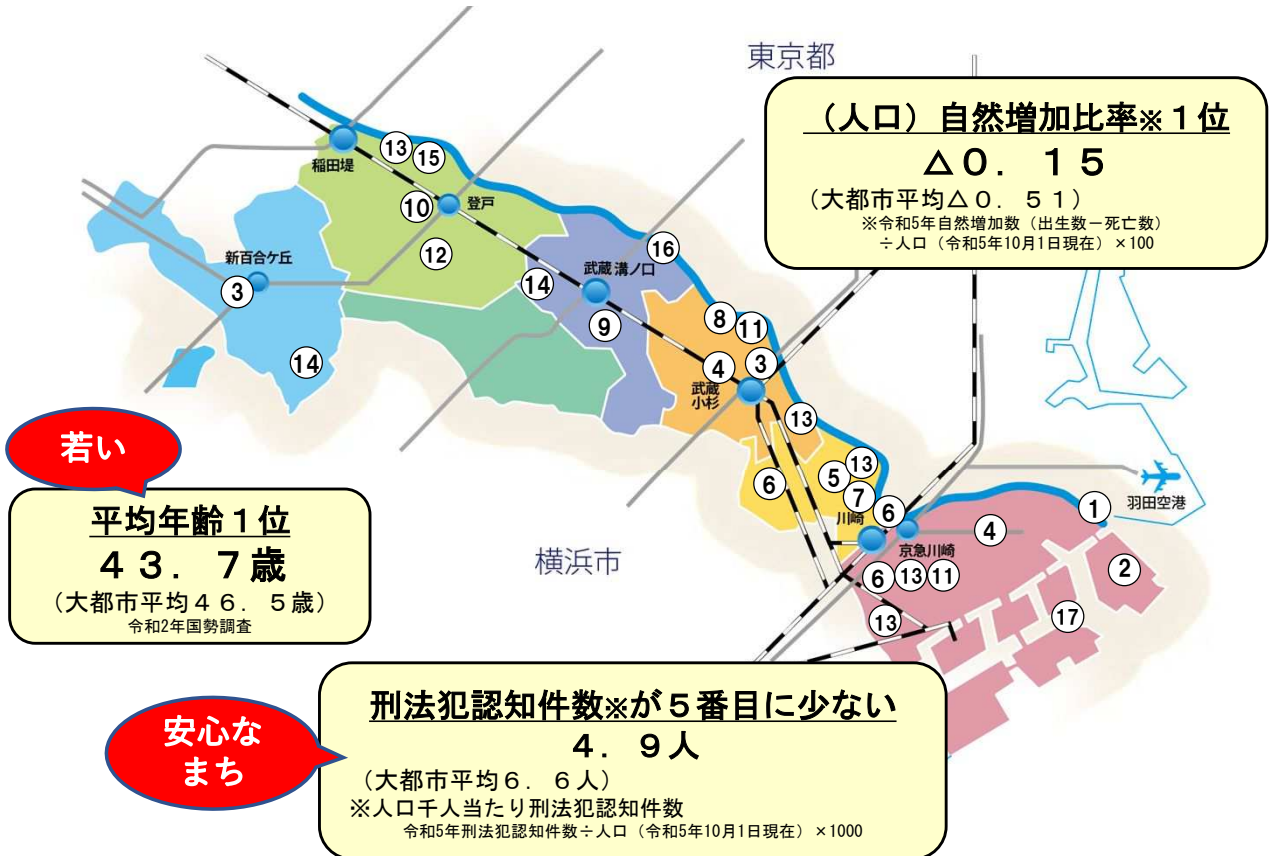 東京都
（人口）自然増加比率※１位
△０．１５
（大都市平均△０．５１）
※令和5年自然増加数（出生数ー死亡数）
÷人口（令和5年10月1日現在）×100
稲田堤
⑬
⑮
⑩
登戸
⑫
新百合ケ丘
③
⑭
武蔵溝ノ口
⑯
⑭
⑨
⑧
⑪
④
③
武蔵
小杉
⑬
⑥
⑤
⑬
⑦
川崎
⑥
京急川崎
④
①
羽田空港
②
⑥
⑬
⑪
⑬
⑰
横浜市
若い
平均年齢１位
４３．７歳
（大都市平均４６．５歳）
令和2年国勢調査
安心な
まち
刑法犯認知件数※が５番目に少ない
４．９人
（大都市平均６．６人）
※人口千人当たり刑法犯認知件数
令和5年刑法犯認知件数÷人口（令和5年10月1日現在）×1000